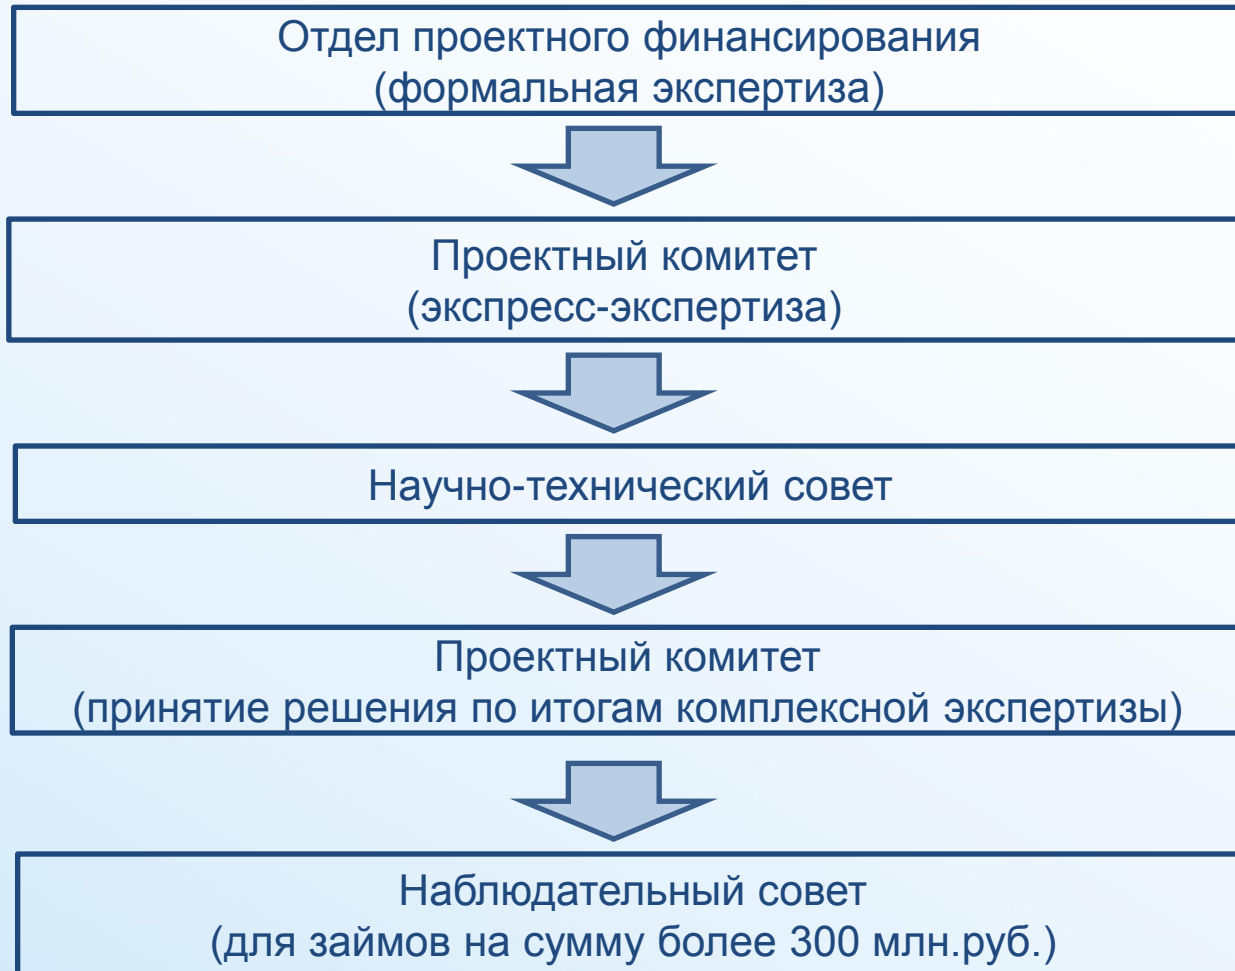 Отдел проектного финансирования
(формальная экспертиза)
Проектный комитет
(экспресс-экспертиза)
Научно-технический совет
Проектный комитет
(принятие решения по итогам комплексной экспертизы)
Наблюдательный совет
(для займов на сумму более 300 млн.руб.)